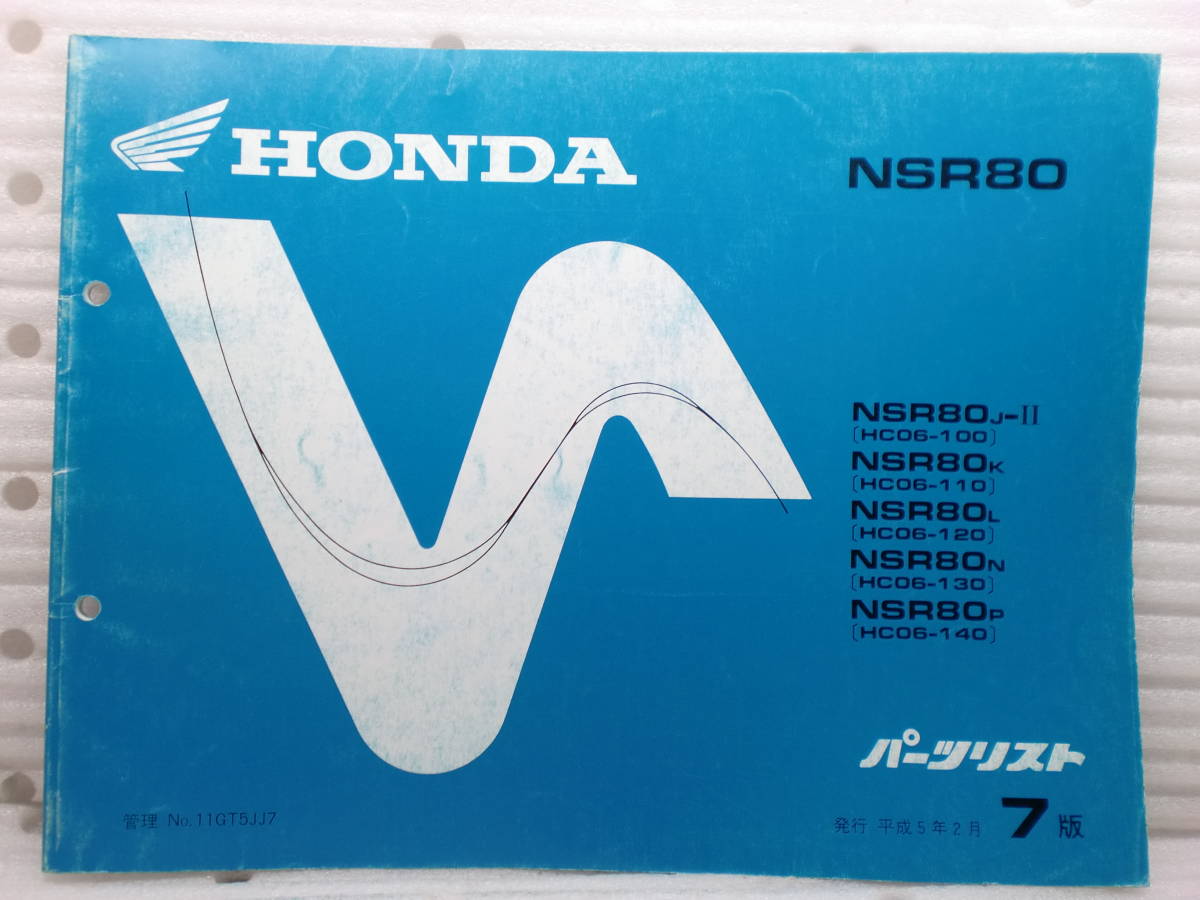 HONDA
NSR80
NSR80J-II
[HC06-100]
NSR80K
[HC06-110]
NSR80L
[HC06-120]
NSR80N
[HC06-130]
NSR80P
[HC06-140]
パーツリスト
管理 No.11GT5JJ7
発行 平成5年2月 7版